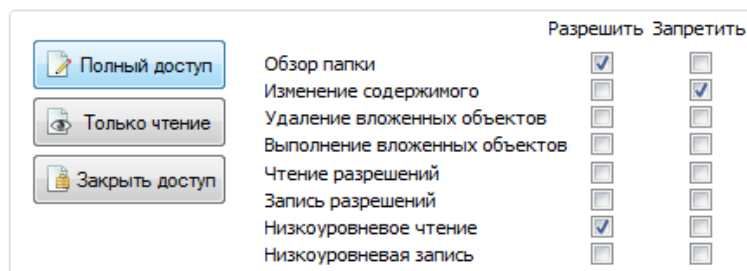 Разрешить Запретить
Полный доступ
Только чтение
Закрыть доступ
Обзор папки
Изменение содержимого
Удаление вложенных объектов
Выполнение вложенных объектов
Чтение разрешений
Запись разрешений
Низкоуровневое чтение
Низкоуровневая запись